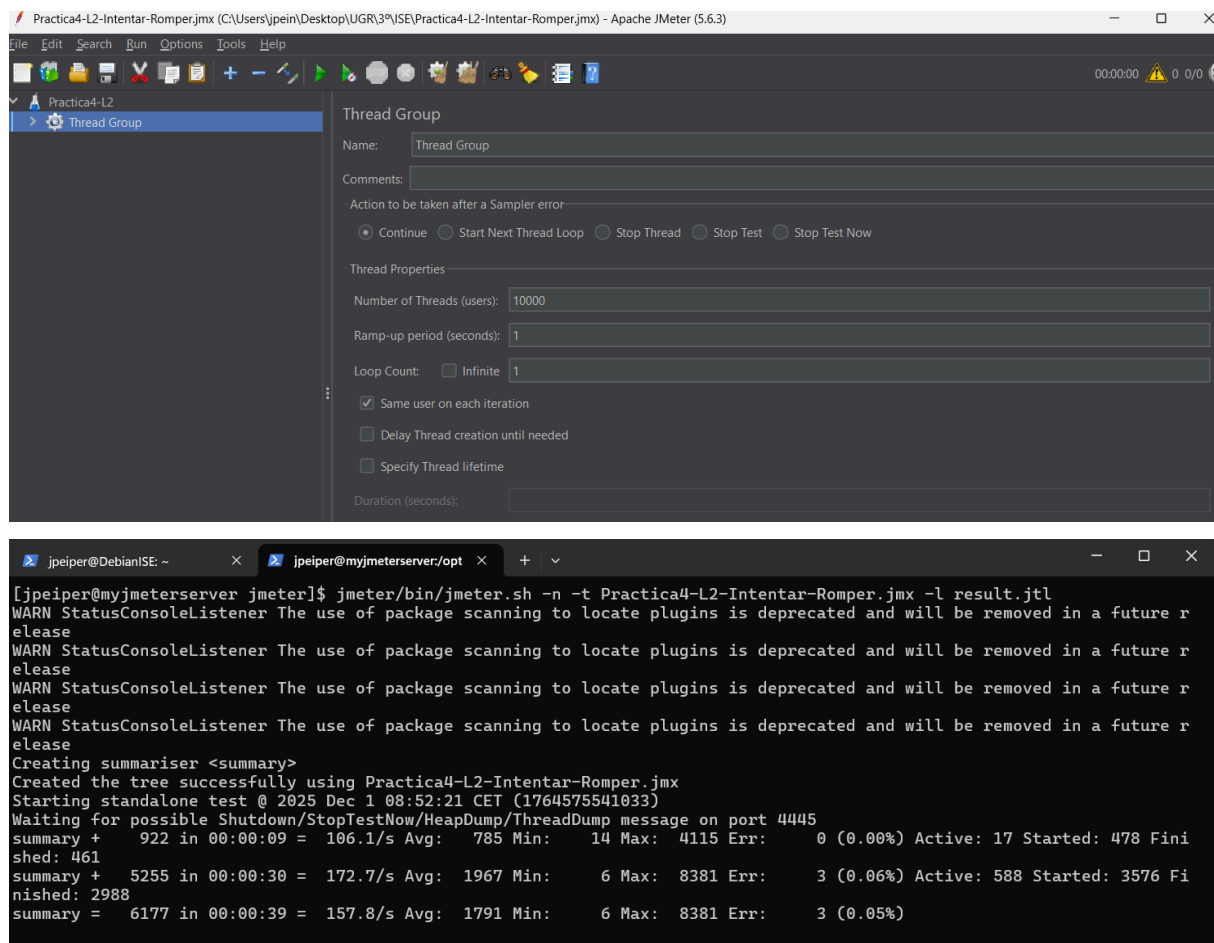 Practica4-L2-Intentar-Romper.jmx (C:\Users\jpein\Desktop\UGR\3º\ISE\Practica4-L2-Intentar-Romper.jmx) - Apache JMeter (5.6.3)
File Edit Search Run Options Tools Help
00:00:00 0 0/0
Practica4-L2
Thread Group
Thread Group
Name: Thread Group
Comments:
Action to be taken after a Sampler error
Continue Start Next Thread Loop Stop Thread Stop Test Stop Test Now
Thread Properties
Number of Threads (users): 10000
Ramp-up period (seconds): 1
Loop Count: Infinite 1
Same user on each iteration
Delay Thread creation until needed
Specify Thread lifetime
Duration (seconds):
jpeiper@DebianISE: ~ jpeiper@myjmeterserver:/opt
[jpeiper@myjmeterserver jmeter]$ jmeter/bin/jmeter.sh -n -t Practica4-L2-Intentar-Romper.jmx -l result.jtl
WARN StatusConsoleListener The use of package scanning to locate plugins is deprecated and will be removed in a future r
elease
WARN StatusConsoleListener The use of package scanning to locate plugins is deprecated and will be removed in a future r
elease
WARN StatusConsoleListener The use of package scanning to locate plugins is deprecated and will be removed in a future r
elease
WARN StatusConsoleListener The use of package scanning to locate plugins is deprecated and will be removed in a future r
elease
Creating summariser <summary>
Created the tree successfully using Practica4-L2-Intentar-Romper.jmx
Starting standalone test @ 2025 Dec 1 08:52:21 CET (1764575541033)
Waiting for possible Shutdown/StopTestNow/HeapDump/ThreadDump message on port 4445
summary +    922 in 00:00:09 =  106.1/s Avg:   785 Min:    14 Max:  4115 Err:     0 (0.00%) Active: 17 Started: 478 Fini
shed: 461
summary +   5255 in 00:00:30 =  172.7/s Avg:  1967 Min:     6 Max:  8381 Err:     3 (0.06%) Active: 588 Started: 3576 Fi
nished: 2988
summary =   6177 in 00:00:39 =  157.8/s Avg:  1791 Min:     6 Max:  8381 Err:     3 (0.05%)